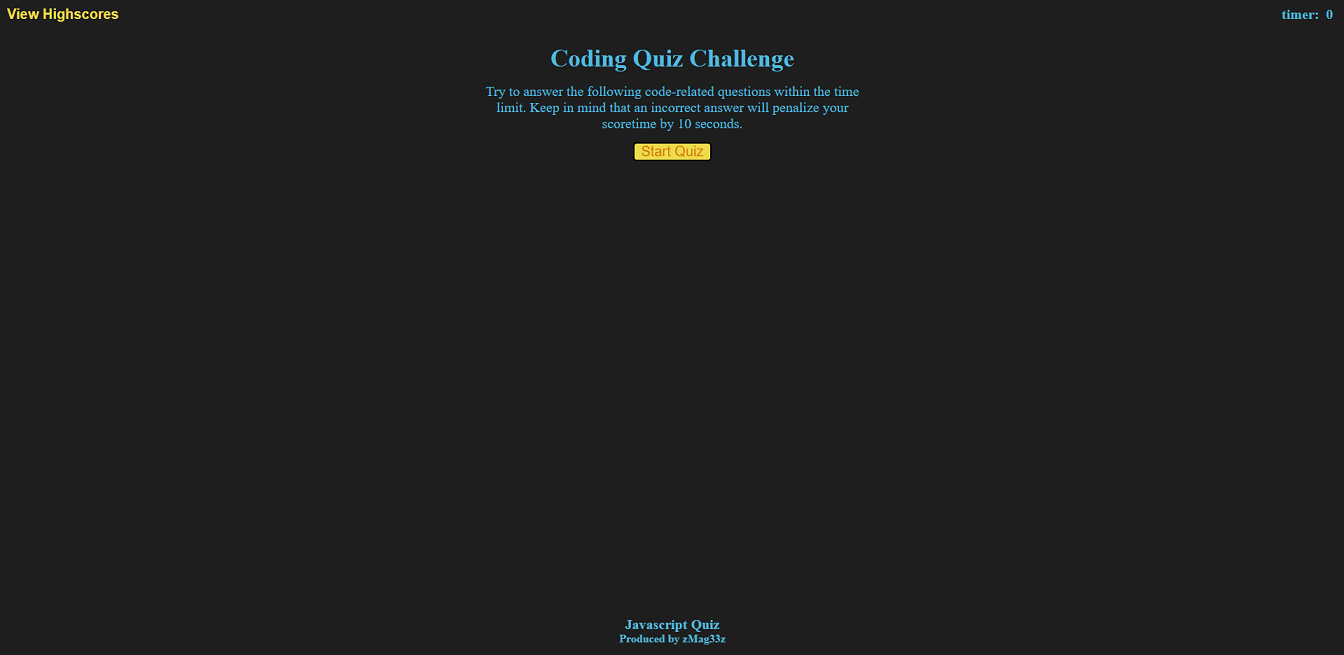 View Highscores
timer: 0
Coding Quiz Challenge
Try to answer the following code-related questions within the time
limit. Keep in mind that an incorrect answer will penalize your
scoretime by 10 seconds.
Start Quiz
Javascript Quiz
Produced by zMag33z